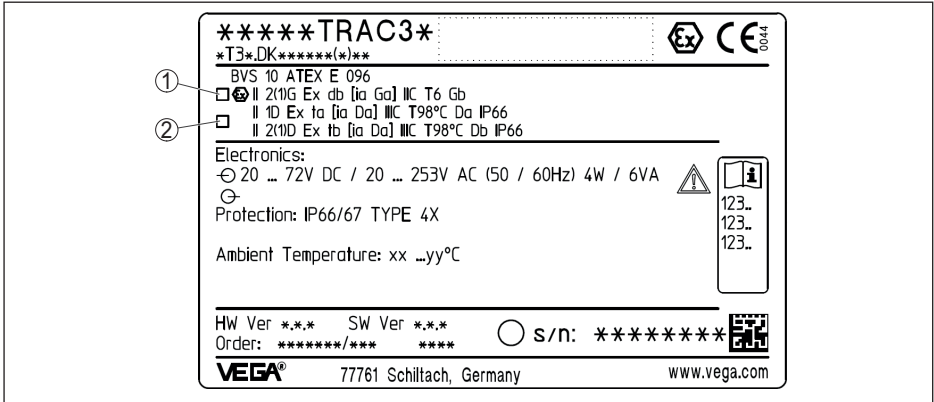 *****TRAC3*
*T3*.DK******(*)**
Ex CE 0044
BVS 10 ATEX E 096
1 Ex II 2(1)G Ex db [ia Ga] IIC T6 Gb
II 1D Ex ta [ia Da] IIIC T98°C Da IP66
2 II 2(1)D Ex tb [ia Da] IIIC T98°C Db IP66
Electronics:
20 ... 72V DC / 20 ... 253V AC (50 / 60Hz) 4W / 6VA
Protection: IP66/67 TYPE 4X
Ambient Temperature: xx ...yy°C
i
123..
123..
123..
HW Ver *.*.* SW Ver *.*.*
Order: *******/*** ****
s/n: ********
VEGA® 77761 Schiltach, Germany www.vega.com